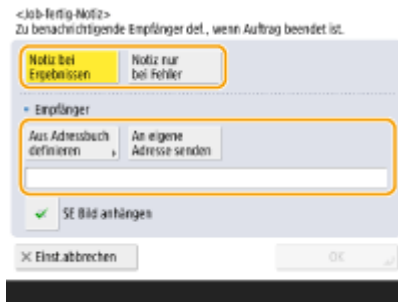 <Job-fertig-Notiz>
Zu benachrichtigende Empfänger def., wenn Auftrag beendet ist.
Notiz bei Ergebnissen
Notiz nur bei Fehler
Empfänger
Aus Adressbuch definieren
An eigene Adresse senden
SE Bild anhängen
× Einst.abbrechen
OK